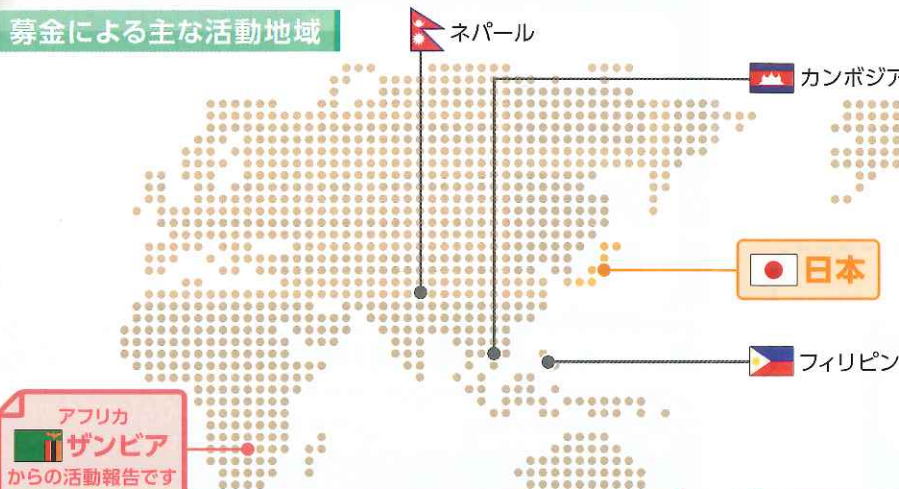 募金による主な活動地域
ネパール
カンボジア
日本
フィリピン
アフリカ
ザンビア
からの活動報告です